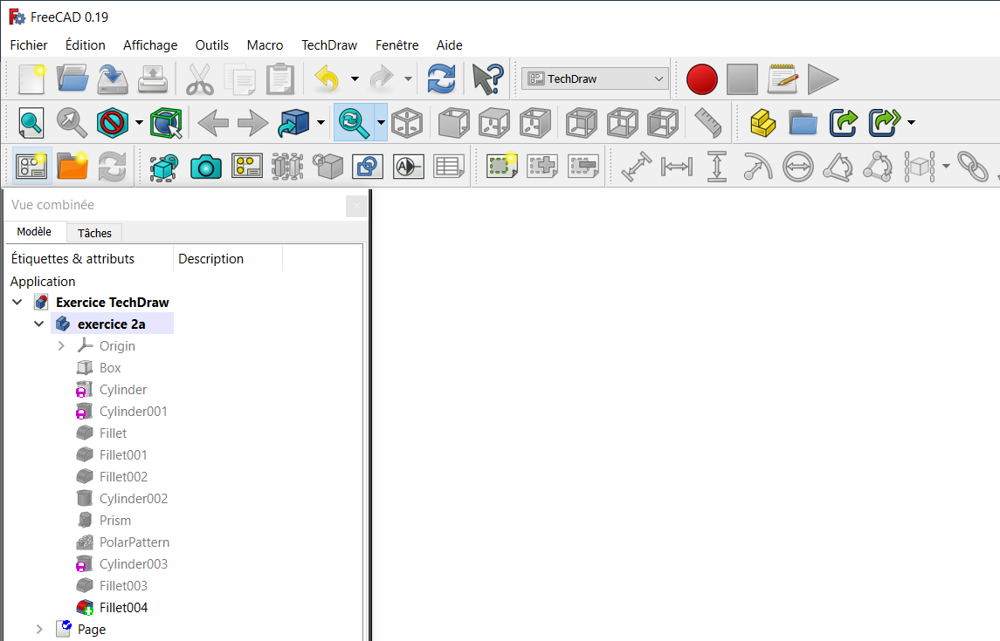 FreeCAD 0.19
Fichier Édition Affichage Outils Macro TechDraw Fenêtre Aide
TechDraw
Vue combinée
Modèle Tâches
Étiquettes & attributs Description
Application
Exercice TechDraw
exercice 2a
Origin
Box
Cylinder
Cylinder001
Fillet
Fillet001
Fillet002
Cylinder002
Prism
PolarPattern
Cylinder003
Fillet003
Fillet004
Page